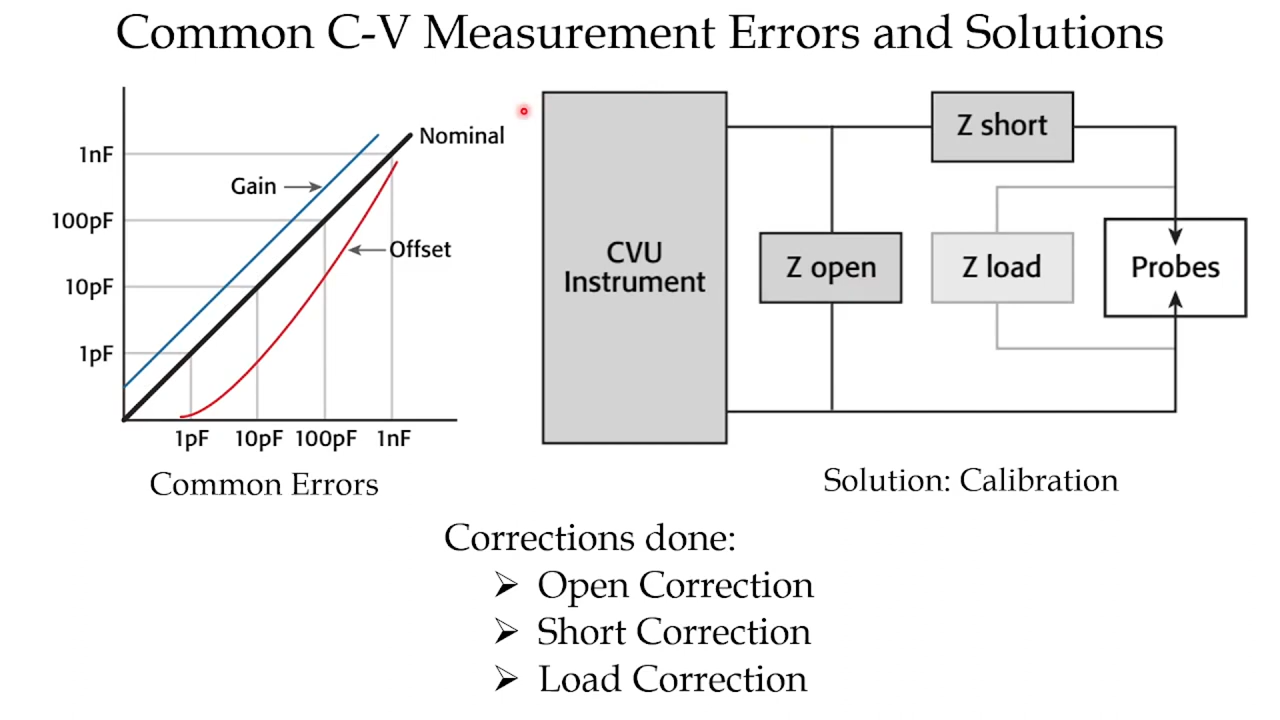 Common C-V Measurement Errors and Solutions
Nominal
1nF
Gain
100pF
Offset
10pF
1pF
1pF 10pF 100pF 1nF
Common Errors
CVU
Instrument
Z short
Z open
Z load
Probes
Solution: Calibration
Corrections done:
➢ Open Correction
➢ Short Correction
➢ Load Correction